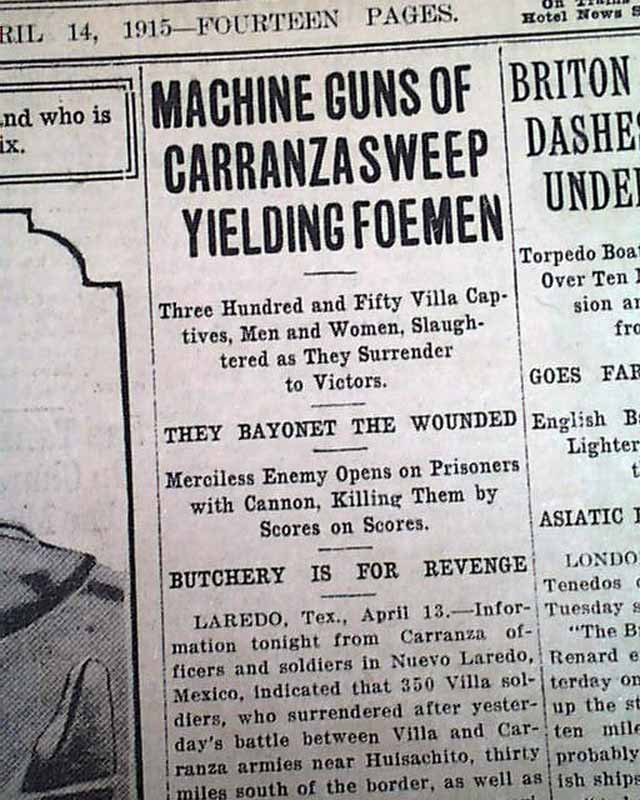 14, 1915—FOURTEEN PAGES.
Hotel News
who is
MACHINE GUNS OF
CARRANZA SWEEP
YIELDING FOEMEN
Three Hundred and Fifty Villa Cap-
tives, Men and Women, Slaugh-
tered as They Surrender
to Victors.
THEY BAYONET THE WOUNDED
Merciless Enemy Opens on Prisoners
with Cannon, Killing Them by
Scores on Scores.
BUTCHERY IS FOR REVENGE
LAREDO, Tex., April 13.—Infor-
mation tonight from Carranza of-
ficers and soldiers in Nuevo Laredo,
Mexico, indicated that 350 Villa sol-
diers, who surrendered after yester-
day's battle between Villa and Car-
ranza armies near Huisachito, thirty
miles south of the border, as well as
BRITON
DASHES
UNDER
Torpedo Boat
Over Ten
sion
GOES FAR
English
Lighter
ASIATIC
LONDO
Tenedos
Tuesday
"The
Renard
terday on
up the
ten mile
probably
ish ships